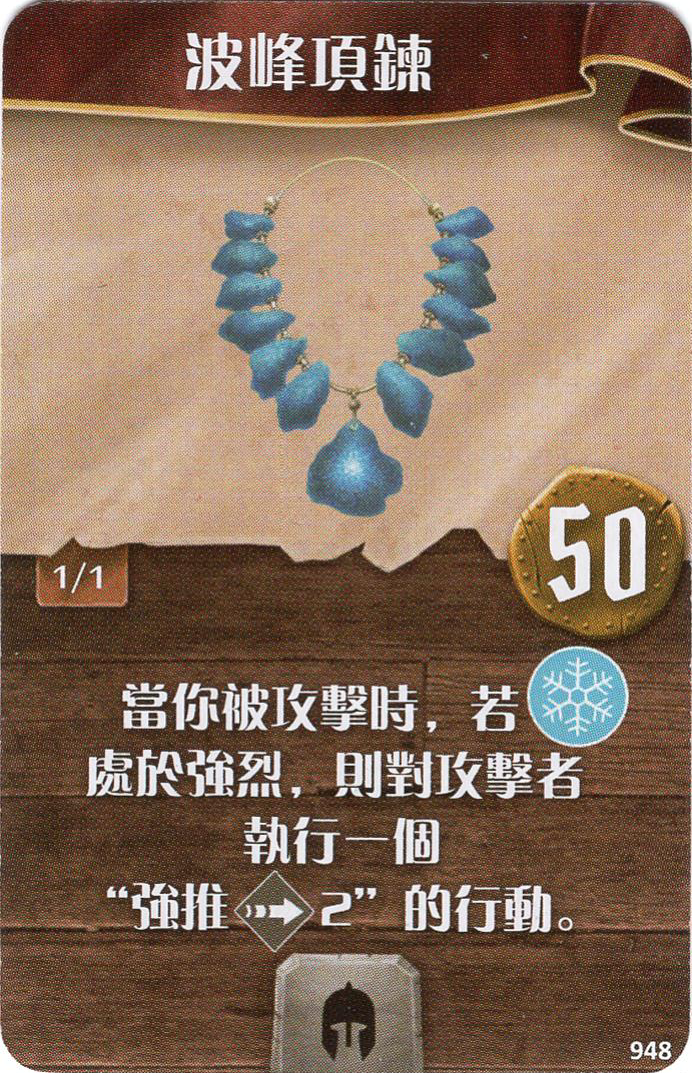 波峰項鍊
1/1
50
當你被攻擊時，若
處於強烈，則對攻擊者
執行一個
“強推 2”的行動。
948